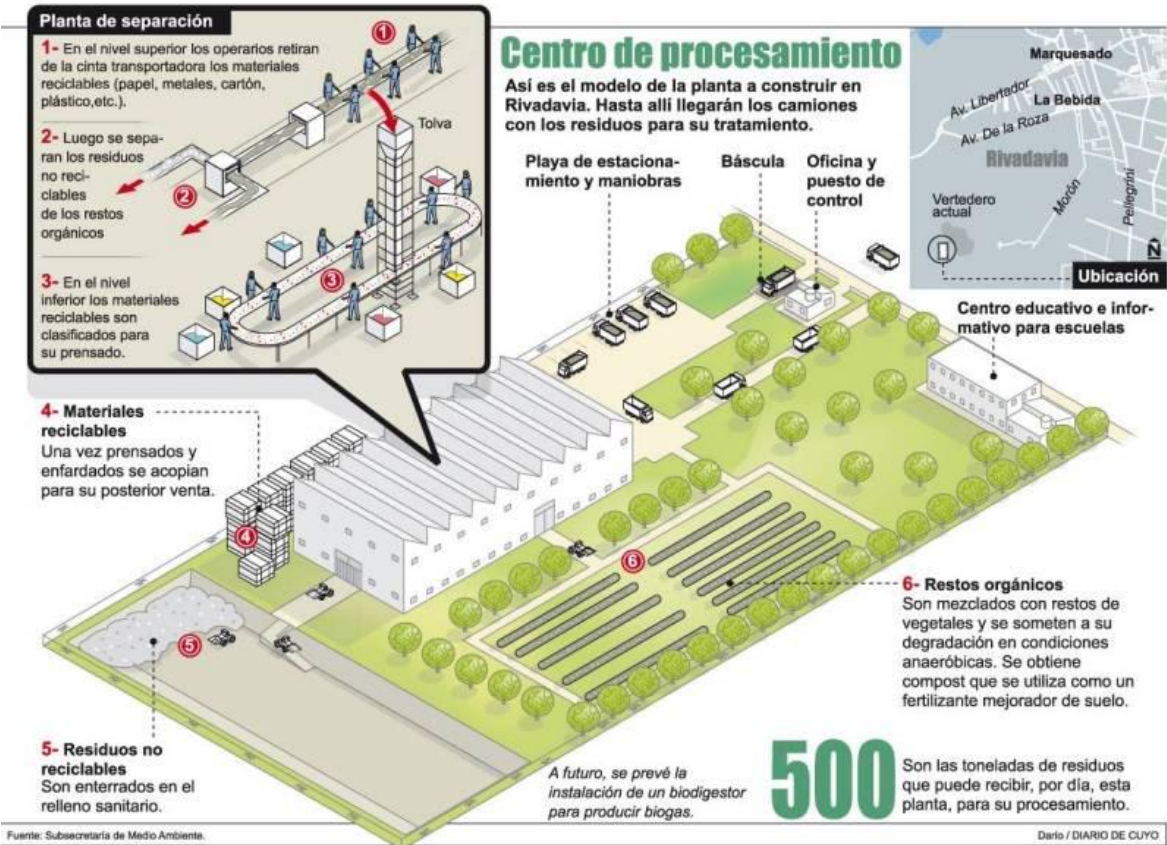 Planta de separación
1- En el nivel superior los operarios retiran
de la cinta transportadora los materiales
reciclables (papel, metales, cartón,
plástico,etc.).
2- Luego se sepa-
ran los residuos
no reci-
clables
de los restos
orgánicos
3- En el nivel
inferior los materiales
reciclables son
clasificados para
su prensado.
1
Tolva
2
3
Centro de procesamiento
Así es el modelo de la planta a construir en
Rivadavia. Hasta allí llegarán los camiones
con los residuos para su tratamiento.
Playa de estaciona-
miento y maniobras
Báscula
Oficina y
puesto de
control
Marquesado
Av. Libertador
La Bebida
Av. De la Roza
Rivadavia
Morón
Pellegrini
Vertedero
actual
N
Ubicación
Centro educativo e infor-
mativo para escuelas
4- Materiales
reciclables
Una vez prensados y
enfardados se acopian
para su posterior venta.
4
5
6
6- Restos orgánicos
Son mezclados con restos de
vegetales y se someten a su
degradación en condiciones
anaeróbicas. Se obtiene
compost que se utiliza como un
fertilizante mejorador de suelo.
5- Residuos no
reciclables
Son enterrados en el
relleno sanitario.
A futuro, se prevé la
instalación de un biodigestor
para producir biogas.
500
Son las toneladas de residuos
que puede recibir, por día, esta
planta, para su procesamiento.
Fuente: Subsecretaría de Medio Ambiente.
Darío / DIARIO DE CUYO